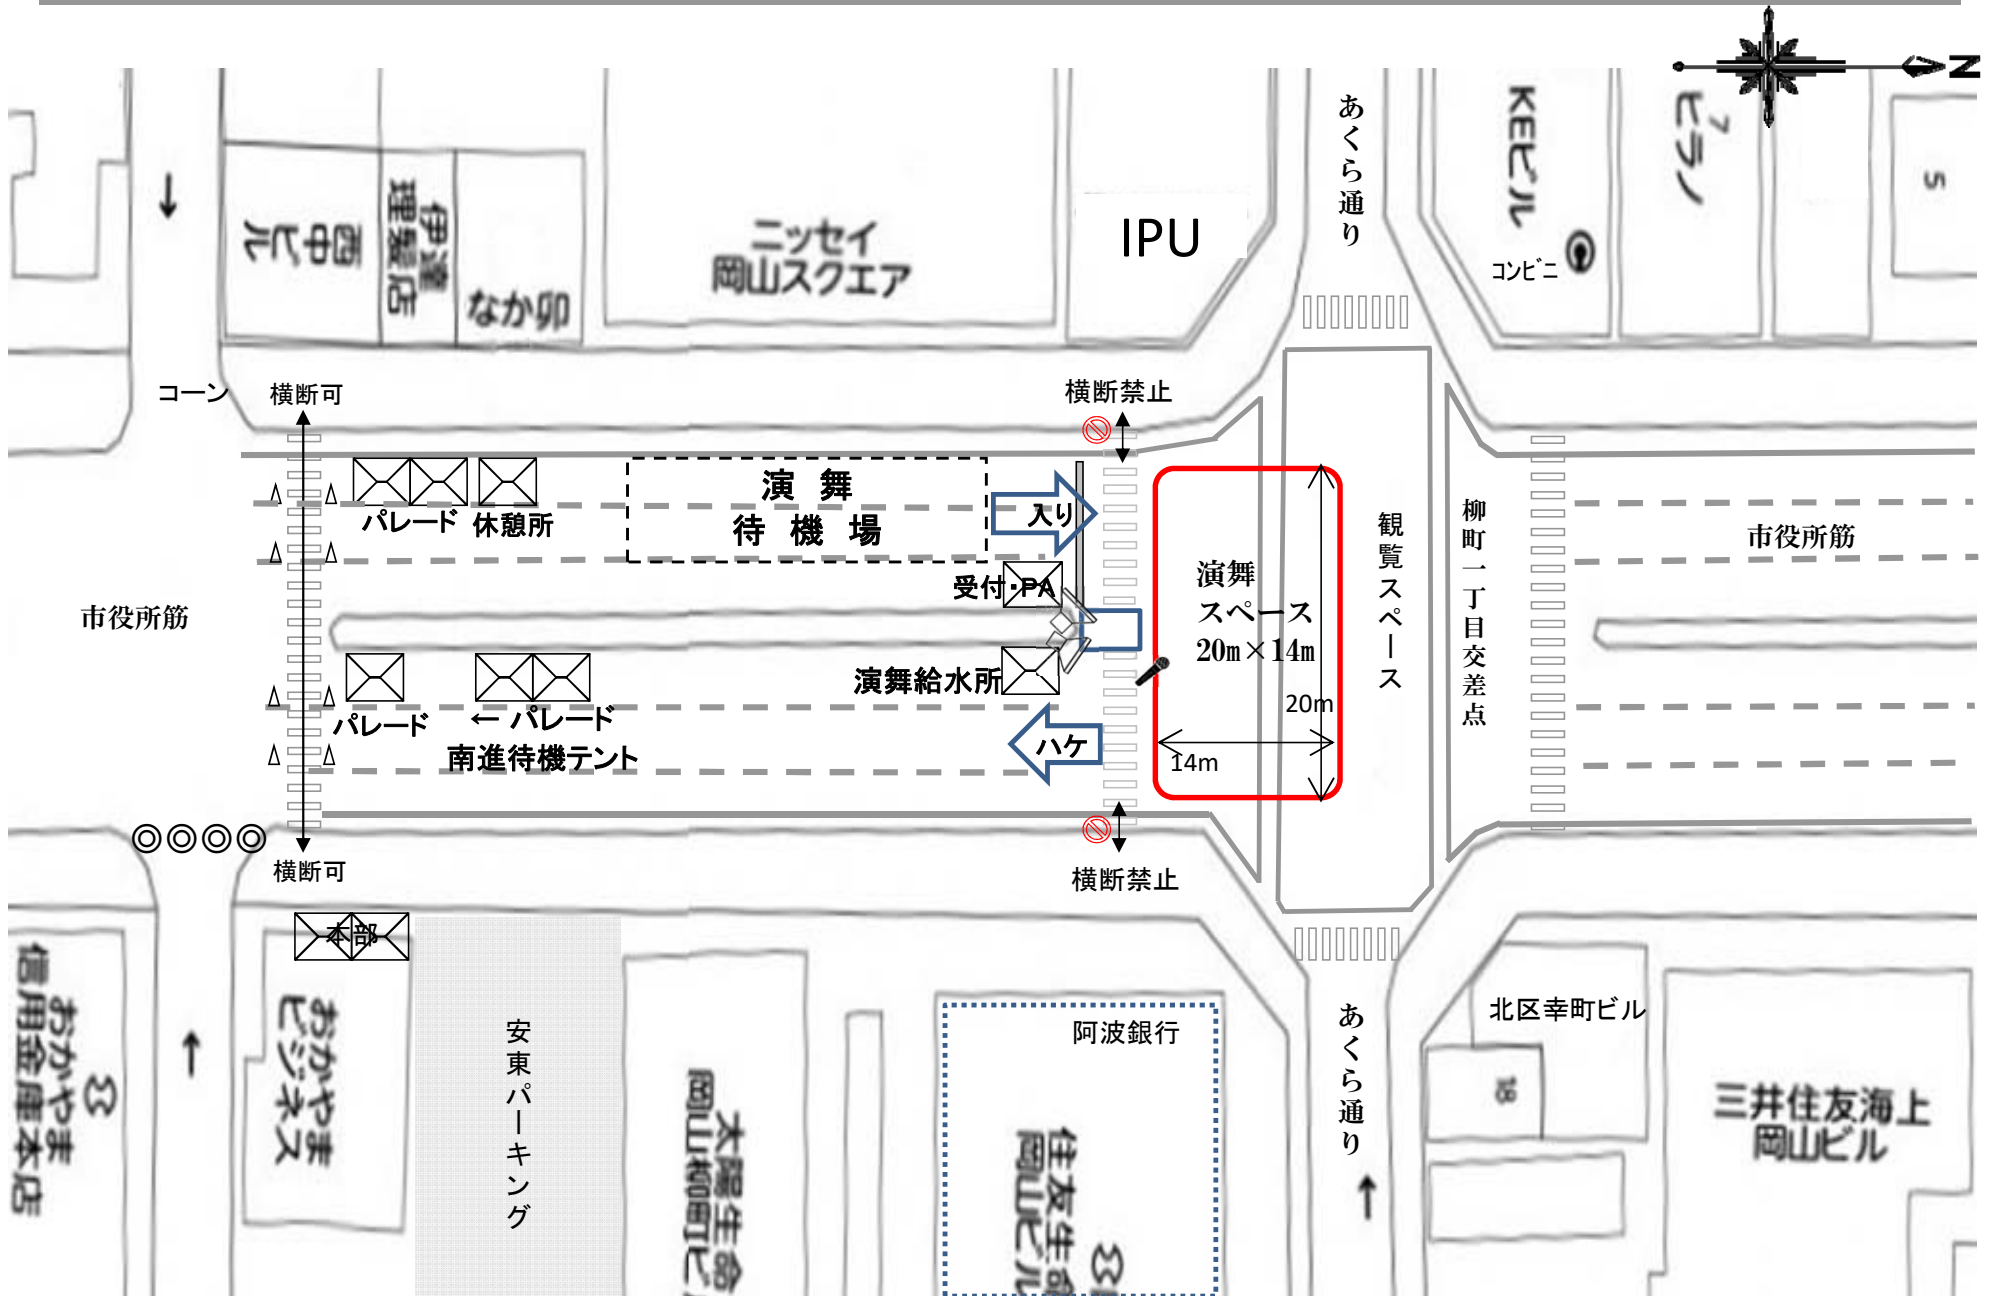 N
あくら通り
KEビル
コンビニ
ヒラノ
7
5
西中
ビル
伊達
理髪店
なか卯
ニッセイ
岡山スクエア
IPU
コーン
横断可
横断禁止
演 舞
待 機 場
入り
パレード
休憩所
受付・PA
演舞
スペース
20m×14m
20m
14m
観覧スペース
柳町一丁目交差点
市役所筋
市役所筋
演舞給水所
パレード
← パレード
南進待機テント
ハケ
横断可
横断禁止
◎◎◎◎
本部
おかやま
信用金庫本店
おかやま
ビジネス
安東パーキング
太陽生命
岡山柳町ビ
阿波銀行
住友生命
岡山ビル
あくら通り
北区幸町ビル
18
三井住友海上
岡山ビル